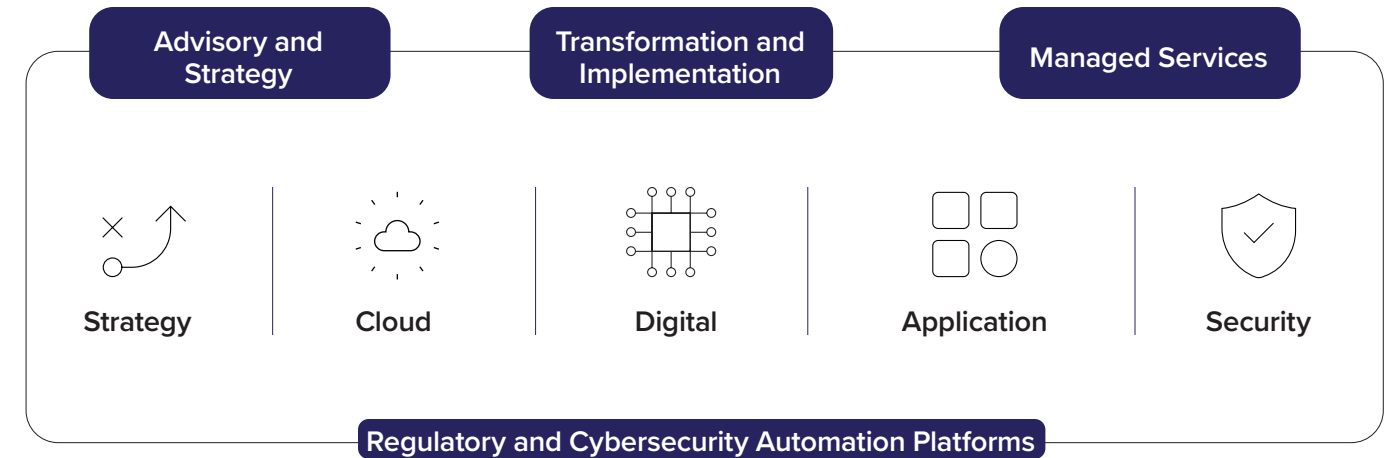 Advisory and
Strategy
Transformation and
Implementation
Managed Services
Strategy
Cloud
Digital
Application
Security
Regulatory and Cybersecurity Automation Platforms